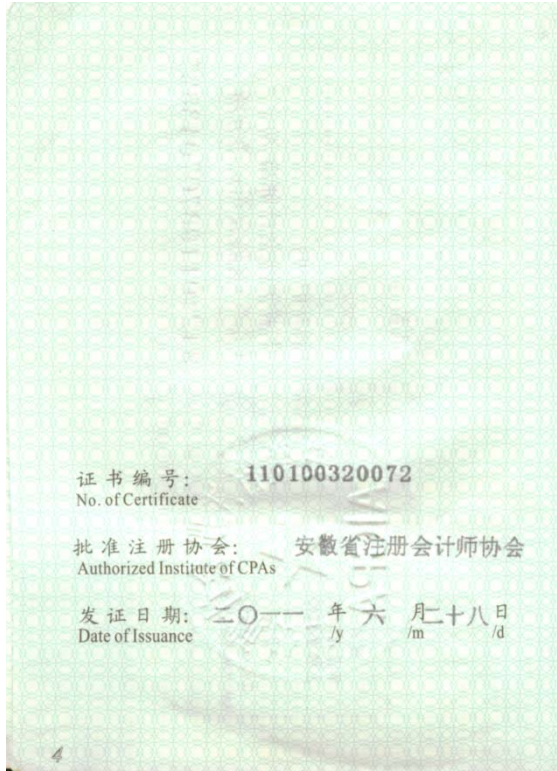 证书编号: 110100320072
No. of Certificate
批准注册协会: 安徽省注册会计师协会
Authorized Institute of CPAs
发证日期: 二〇一一 年 六 月二十八日
Date of Issuance /y /m /d
4